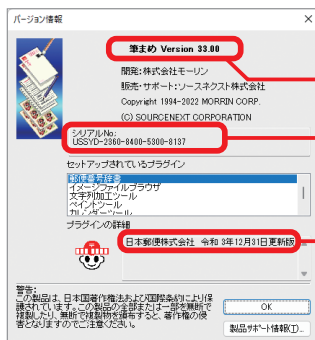 バージョン情報
筆まめ Version 33.00
開発:株式会社モーリン
販売・サポート:ソースネクスト株式会社
Copyright 1994-2022 MORRIN CORP.
(C) SOURCENEXT CORPORATION
シリアルNo:
USSYD-2360-8400-5300-8137
セットアップされているプラグイン
郵便番号辞書
イメージファイルブラウザ
文字列加工ツール
ペイントツール
カレンダーツール
プラグインの詳細
日本郵便株式会社 令和 3年12月31日更新版
警告:
この製品は、日本国著作権法および国際条約により保
護されています。この製品の全部または一部を無断で
複製したり、無断で複製物を頒布すると、著作権の侵
害となりますのでご注意ください。
OK
製品サポート情報(T)...